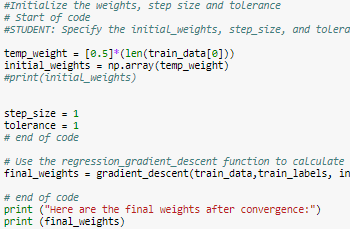 #Initialize the weights, step size and tolerance
# Start of code
#STUDENT: Specify the initial_weights, step_size, and tolera
temp_weight = [0.5]*(len(train_data[0]))
initial_weights = np.array(temp_weight)
#print(initial_weights)
step_size = 1
tolerance = 1
# end of code
# Use the regression_gradient_descent function to calculate
final_weights = gradient_descent(train_data,train_labels, in
# end of code
print ("Here are the final weights after convergence:")
print (final_weights)